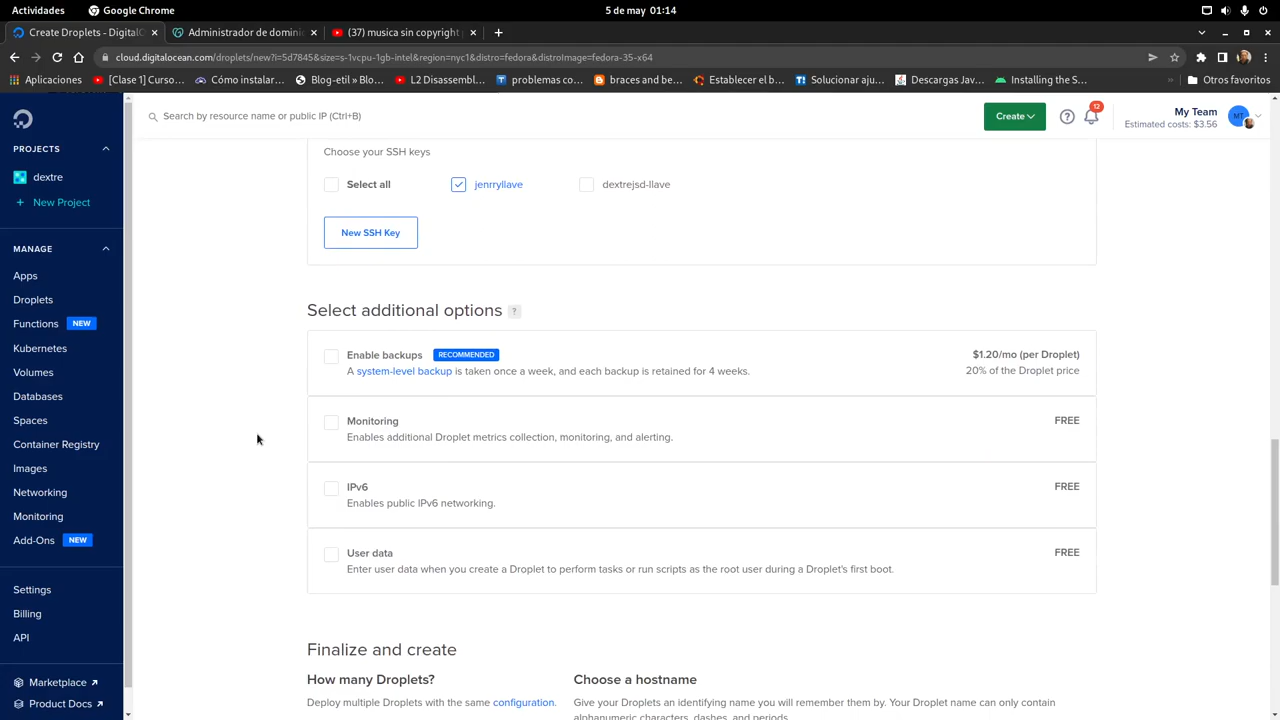 Actividades
Google Chrome
5 de may 01:14
Create Droplets - DigitalO
Administrador de domini
(37) musica sin copyright
cloud.digitalocean.com/droplets/new?i=5d7845&size=s-1vcpu-1gb-intel&region=nyc1&distro=fedora&distroImage=fedora-35-x64
Aplicaciones
[Clase 1] Curso...
Cómo instalar...
Blog-etil » Blo...
L2 Disassemble...
problemas co...
braces and be...
Establecer el b...
Solucionar aju...
Descargas Jav...
Installing the S...
»
Otros favoritos
Search by resource name or public IP (Ctrl+B)
Create
?
12
My Team
Estimated costs: $3.56
MT
PROJECTS
dextre
+ New Project
MANAGE
Apps
Droplets
Functions NEW
Kubernetes
Volumes
Databases
Spaces
Container Registry
Images
Networking
Monitoring
Add-Ons NEW
Settings
Billing
API
Marketplace
Product Docs
Choose your SSH keys
Select all
jenrryllave
dextrejsd-llave
New SSH Key
Select additional options ?
Enable backups RECOMMENDED
$1.20/mo (per Droplet)
A system-level backup is taken once a week, and each backup is retained for 4 weeks.
20% of the Droplet price
Monitoring
FREE
Enables additional Droplet metrics collection, monitoring, and alerting.
IPv6
FREE
Enables public IPv6 networking.
User data
FREE
Enter user data when you create a Droplet to perform tasks or run scripts as the root user during a Droplet's first boot.
Finalize and create
How many Droplets?
Deploy multiple Droplets with the same configuration.
Choose a hostname
Give your Droplets an identifying name you will remember them by. Your Droplet name can only contain
alphanumeric characters, dashes, and periods.